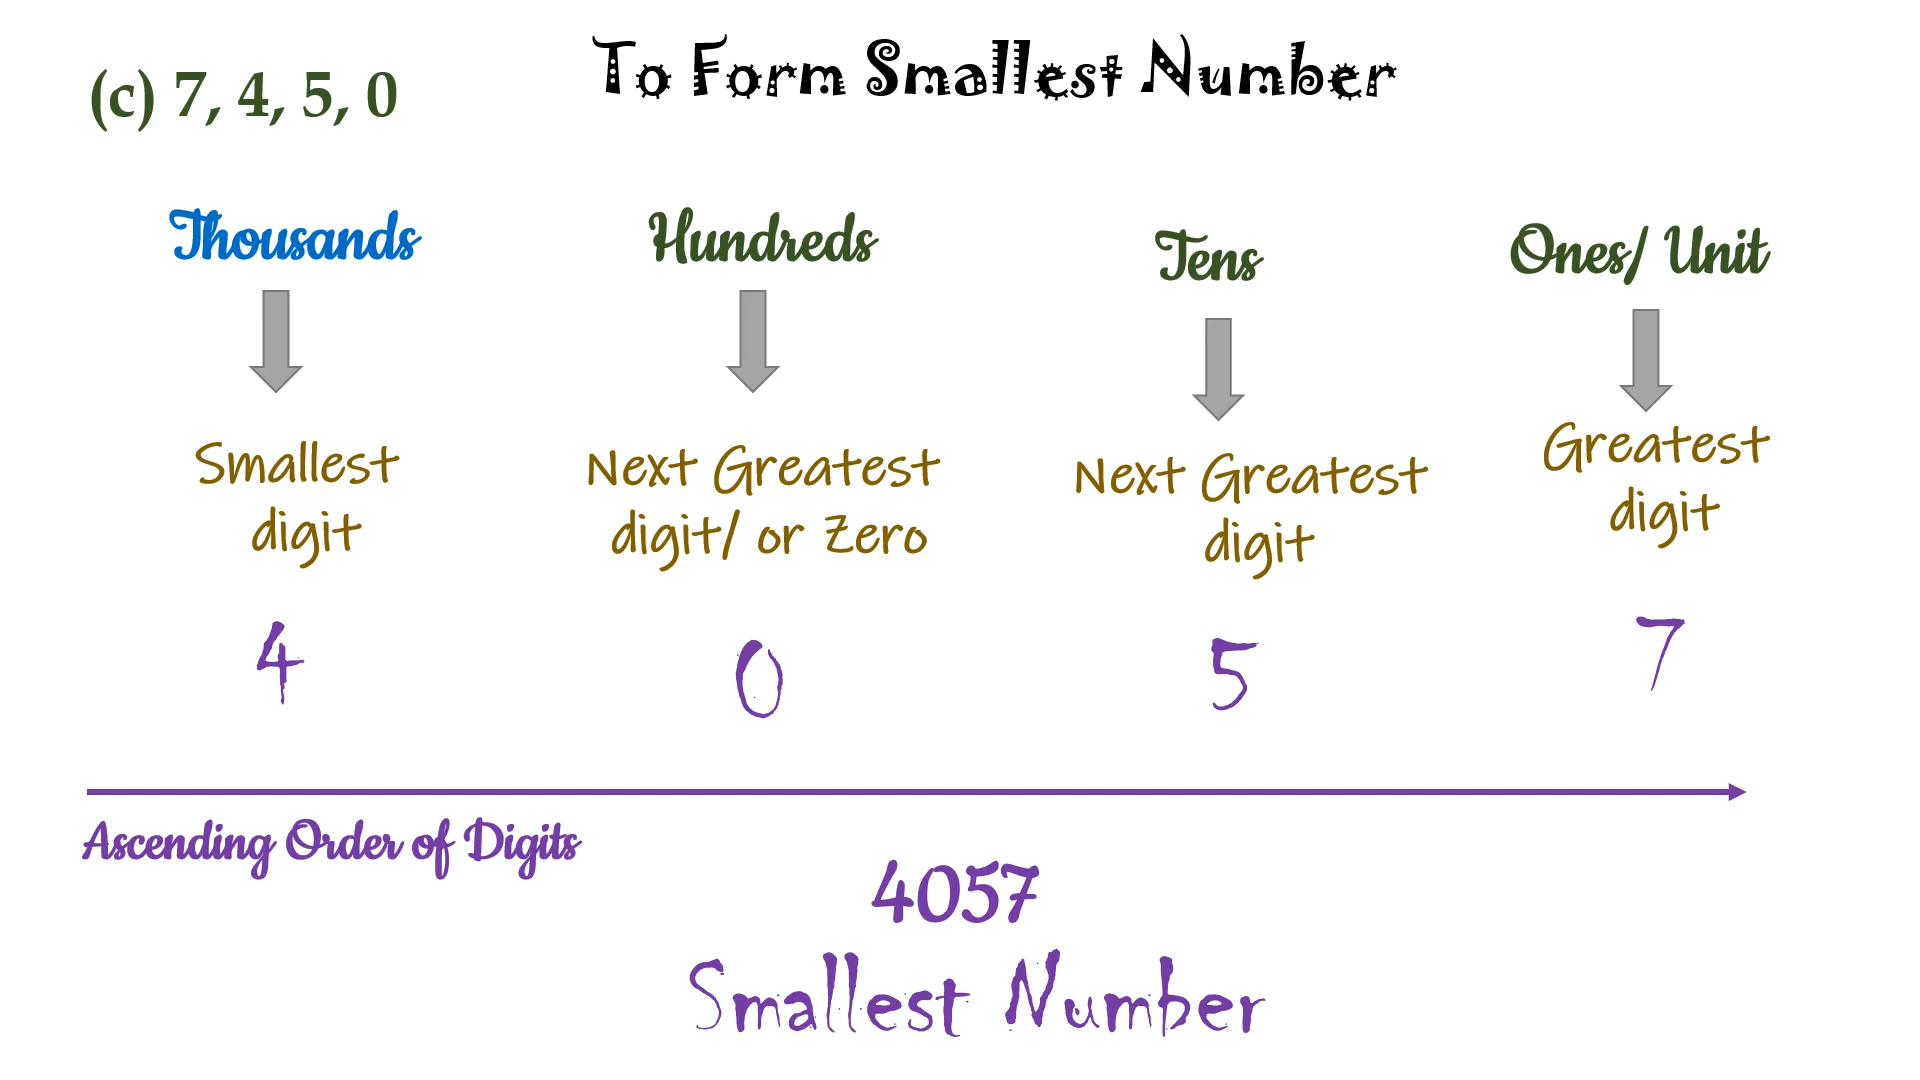 (c) 7, 4, 5, 0
To Form Smallest Number
Thousands
Hundreds
Tens
Ones/ Unit
Smallest
digit
Next Greatest
digit/ or Zero
Next Greatest
digit
Greatest
digit
4
0
5
7
Ascending Order of Digits
4057
Smallest Number